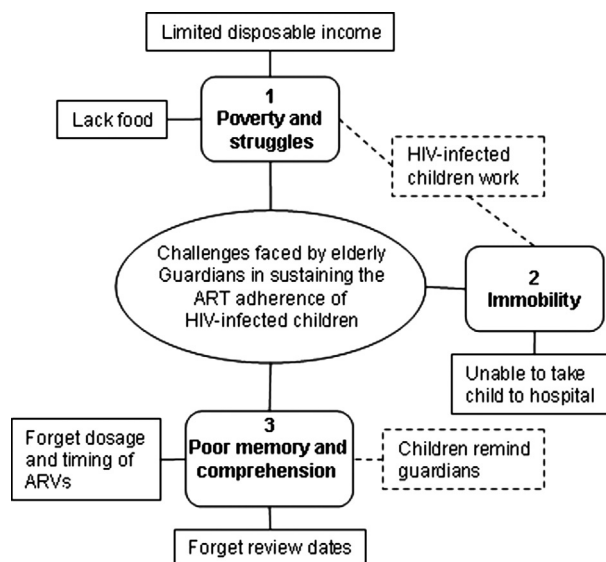 Limited disposable income
1
Poverty and
struggles
Lack food
HIV-infected
children work
Challenges faced by elderly
Guardians in sustaining the
ART adherence of
HIV-infected children
2
Immobility
Unable to take
child to hospital
3
Poor memory and
comprehension
Forget dosage
and timing of
ARVs
Children remind
guardians
Forget review dates